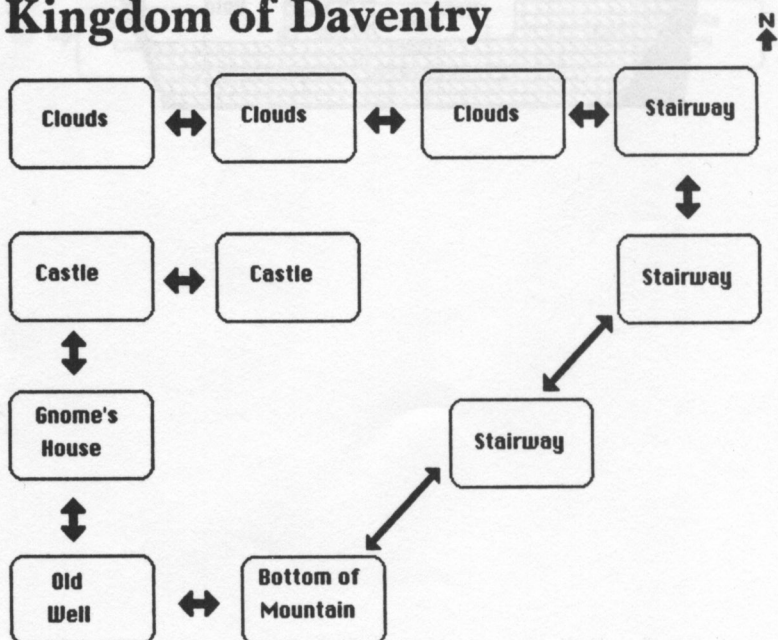 Kingdom of Daventry
N
Clouds
Clouds
Clouds
Stairway
Castle
Castle
Stairway
Gnome's
House
Stairway
Old
Well
Bottom of
Mountain